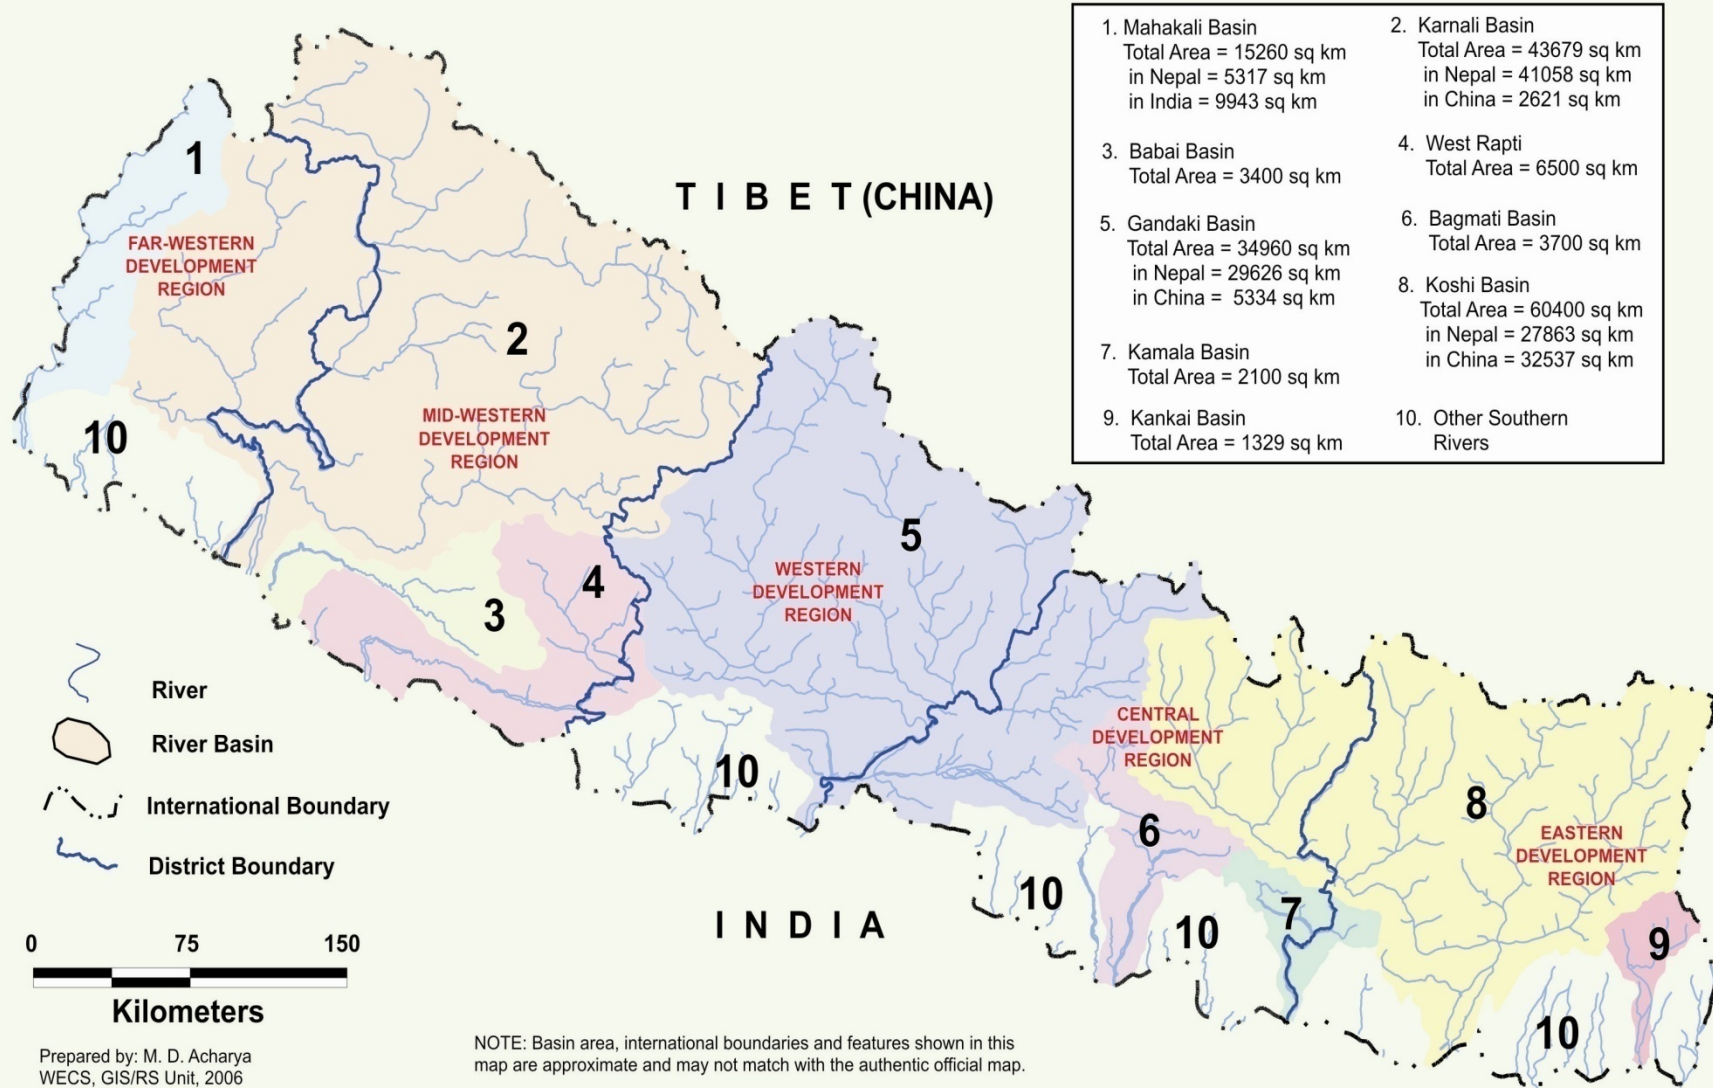 1. Mahakali Basin
Total Area = 15260 sq km
in Nepal = 5317 sq km
in India = 9943 sq km
2. Karnali Basin
Total Area = 43679 sq km
in Nepal = 41058 sq km
in China = 2621 sq km
3. Babai Basin
Total Area = 3400 sq km
4. West Rapti
Total Area = 6500 sq km
5. Gandaki Basin
Total Area = 34960 sq km
in Nepal = 29626 sq km
in China = 5334 sq km
6. Bagmati Basin
Total Area = 3700 sq km
7. Kamala Basin
Total Area = 2100 sq km
8. Koshi Basin
Total Area = 60400 sq km
in Nepal = 27863 sq km
in China = 32537 sq km
9. Kankai Basin
Total Area = 1329 sq km
10. Other Southern
Rivers
TIBET (CHINA)
1
FAR-WESTERN
DEVELOPMENT
REGION
2
MID-WESTERN
DEVELOPMENT
REGION
10
5
WESTERN
DEVELOPMENT
REGION
4
3
CENTRAL
DEVELOPMENT
REGION
10
6
8
EASTERN
DEVELOPMENT
REGION
10
7
10
9
10
INDIA
River
River Basin
International Boundary
District Boundary
0 75 150
Kilometers
Prepared by: M. D. Acharya
WECS, GIS/RS Unit, 2006
NOTE: Basin area, international boundaries and features shown in this
map are approximate and may not match with the authentic official map.